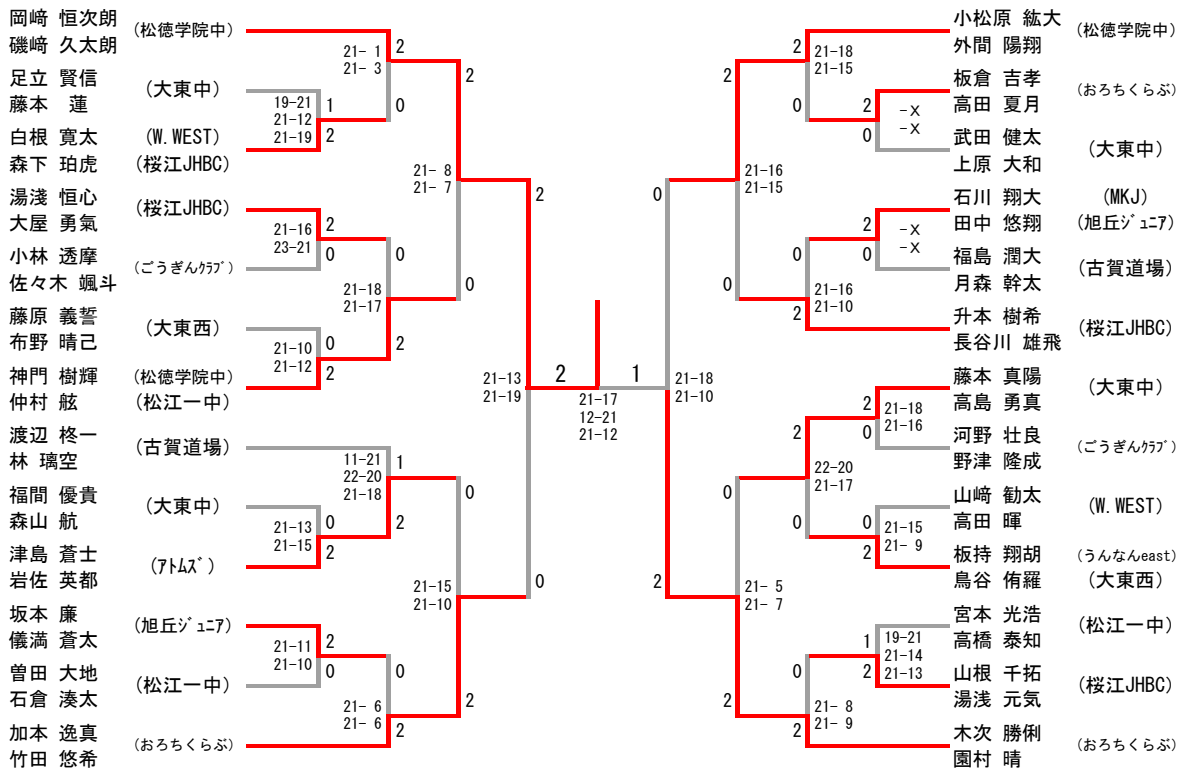 岡﨑 恒次朗
磯﨑 久太朗
(松徳学院中)
21- 1
21- 3
2
0
足立 賢信
藤本 蓮
(大東中)
19-21
21-12
21-19
1
2
白根 寛太
森下 珀虎
(W.WEST)
(桜江JHBC)
2
21- 8
21- 7
0
湯淺 恒心
大屋 勇氣
(桜江JHBC)
21-16
23-21
2
0
小林 透摩
佐々木 颯斗
(ごうぎんｸﾗﾌﾞ)
0
21-18
21-17
2
藤原 義誓
布野 晴己
(大東西)
21-10
21-12
0
2
神門 樹輝
仲村 舷
(松徳学院中)
(松江一中)
2
21-13
21-19
0
渡辺 柊一
林 璃空
(古賀道場)
11-21
22-20
21-18
1
2
福間 優貴
森山 航
(大東中)
21-13
21-15
0
2
津島 蒼士
岩佐 英都
(ｱﾄﾑｽﾞ)
0
21-15
21-10
2
坂本 廉
儀満 蒼太
(旭丘ｼﾞｭﾆｱ)
21-11
21-10
2
0
曽田 大地
石倉 湊太
(松江一中)
0
21- 6
21- 6
2
加本 逸真
竹田 悠希
(おろちくらぶ)
2
1
21-17
12-21
21-12
小松原 紘大
外間 陽翔
(松徳学院中)
2
21-18
21-15
0
板倉 吉孝
高田 夏月
(おろちくらぶ)
2
-X
-X
0
武田 健太
上原 大和
(大東中)
2
21-16
21-15
0
石川 翔大
田中 悠翔
(MKJ)
(旭丘ｼﾞｭﾆｱ)
2
-X
-X
0
福島 潤大
月森 幹太
(古賀道場)
0
21-16
21-10
2
升本 樹希
長谷川 雄飛
(桜江JHBC)
0
21-18
21-10
2
藤本 真陽
高島 勇真
(大東中)
2
21-18
21-16
0
河野 壮良
野津 隆成
(ごうぎんｸﾗﾌﾞ)
2
22-20
21-17
0
山﨑 勧太
高田 暉
(W.WEST)
0
21-15
21- 9
2
板持 翔胡
鳥谷 侑羅
(うんなんeast)
(大東西)
0
21- 5
21- 7
2
宮本 光浩
高橋 泰知
(松江一中)
1
19-21
21-14
21-13
2
山根 千拓
湯浅 元気
(桜江JHBC)
0
21- 8
21- 9
2
木次 勝俐
園村 晴
(おろちくらぶ)